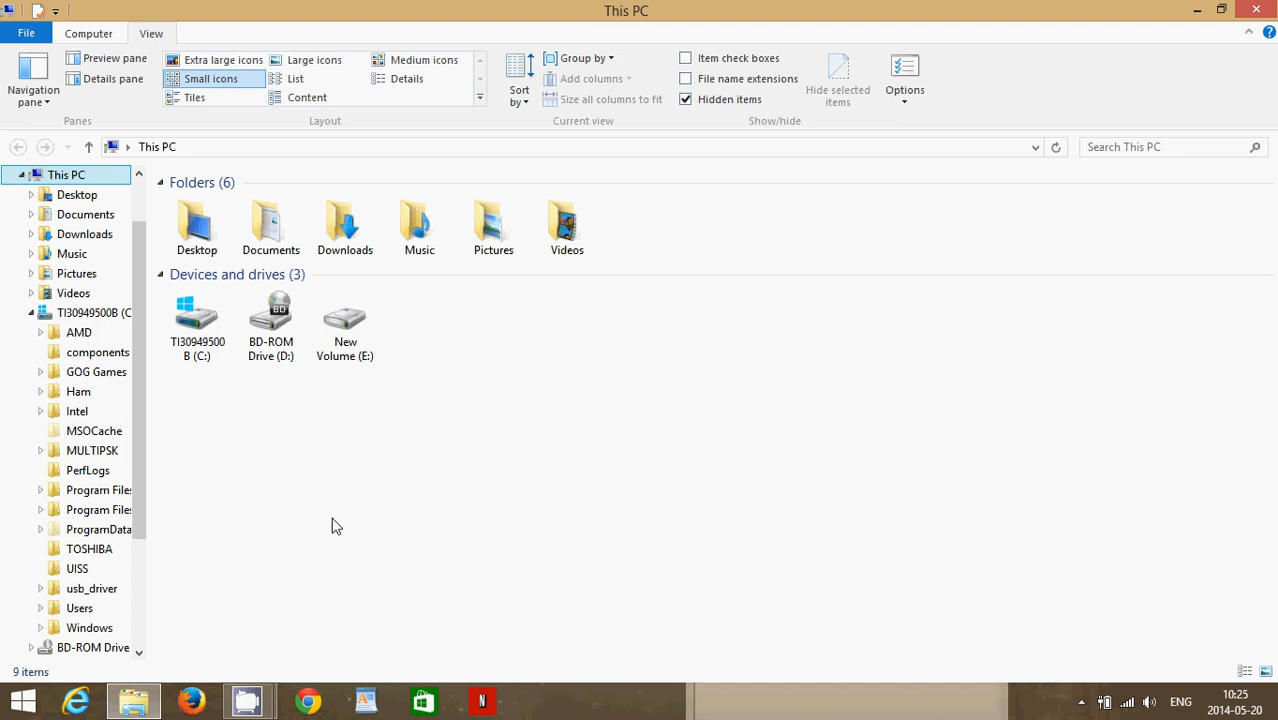 This PC
File
Computer
View
Navigation pane
Preview pane
Details pane
Extra large icons
Large icons
Medium icons
Small icons
List
Details
Tiles
Content
Sort by
Group by
Add columns
Size all columns to fit
Item check boxes
File name extensions
Hidden items
Hide selected items
Options
Panes
Layout
Current view
Show/hide
This PC
Search This PC
This PC
Desktop
Documents
Downloads
Music
Pictures
Videos
TI30949500B (C
AMD
components
GOG Games
Ham
Intel
MSOCache
MULTIPSK
PerfLogs
Program Files
Program Files
ProgramData
TOSHIBA
UISS
usb_driver
Users
Windows
BD-ROM Drive
Folders (6)
Desktop
Documents
Downloads
Music
Pictures
Videos
Devices and drives (3)
TI30949500
B (C:)
BD
BD-ROM
Drive (D:)
New
Volume (E:)
9 items
N
ENG
10:25
2014-05-20